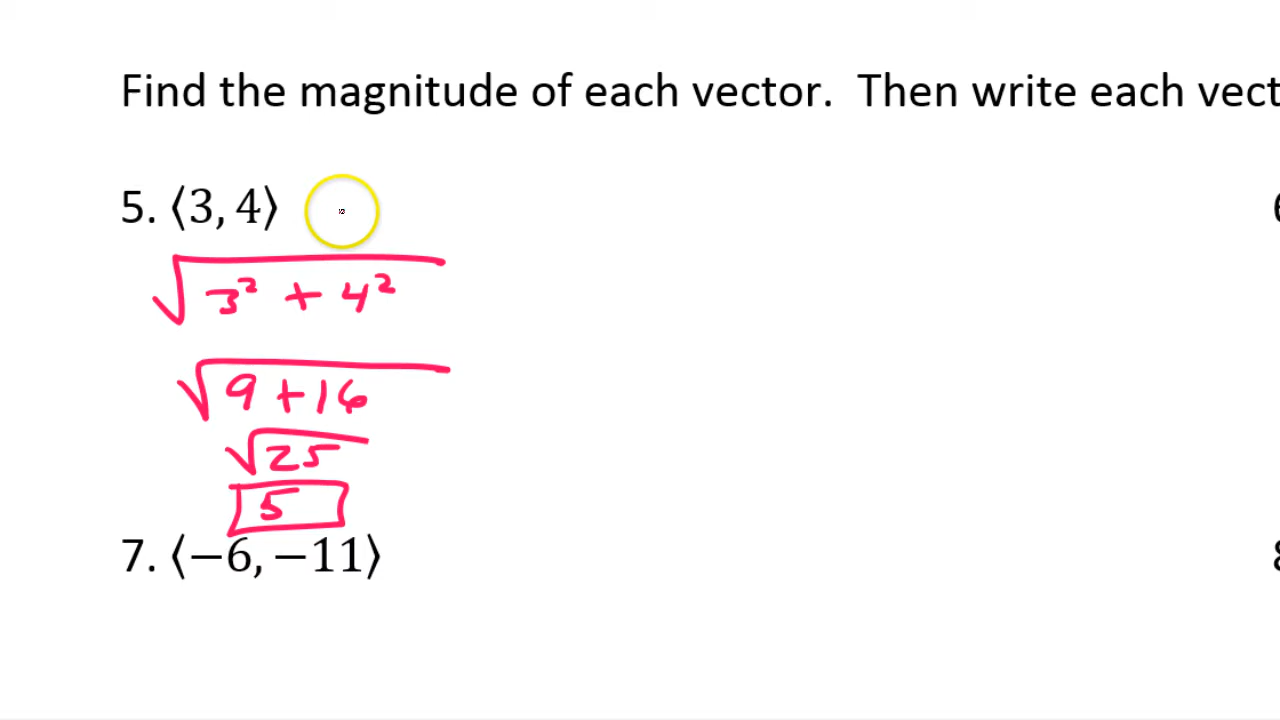 Find the magnitude of each vector. Then write each vect
5. ⟨3, 4⟩
√(3² + 4²)
√(9 + 16)
√25
5
7. ⟨−6, −11⟩